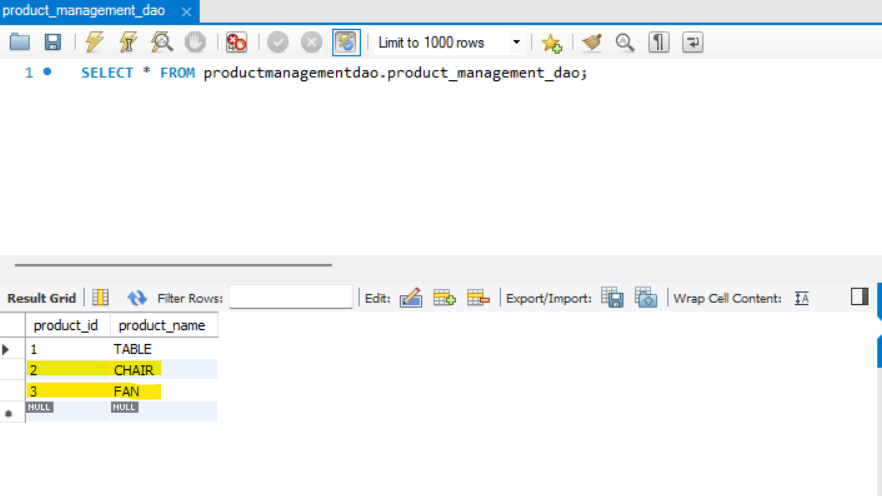 product_management_dao ×
Limit to 1000 rows
1 SELECT * FROM productmanagementdao.product_management_dao;
Result Grid Filter Rows: Edit: Export/Import: Wrap Cell Content: IA
product_id product_name
1 TABLE
2 CHAIR
3 FAN
NULL NULL